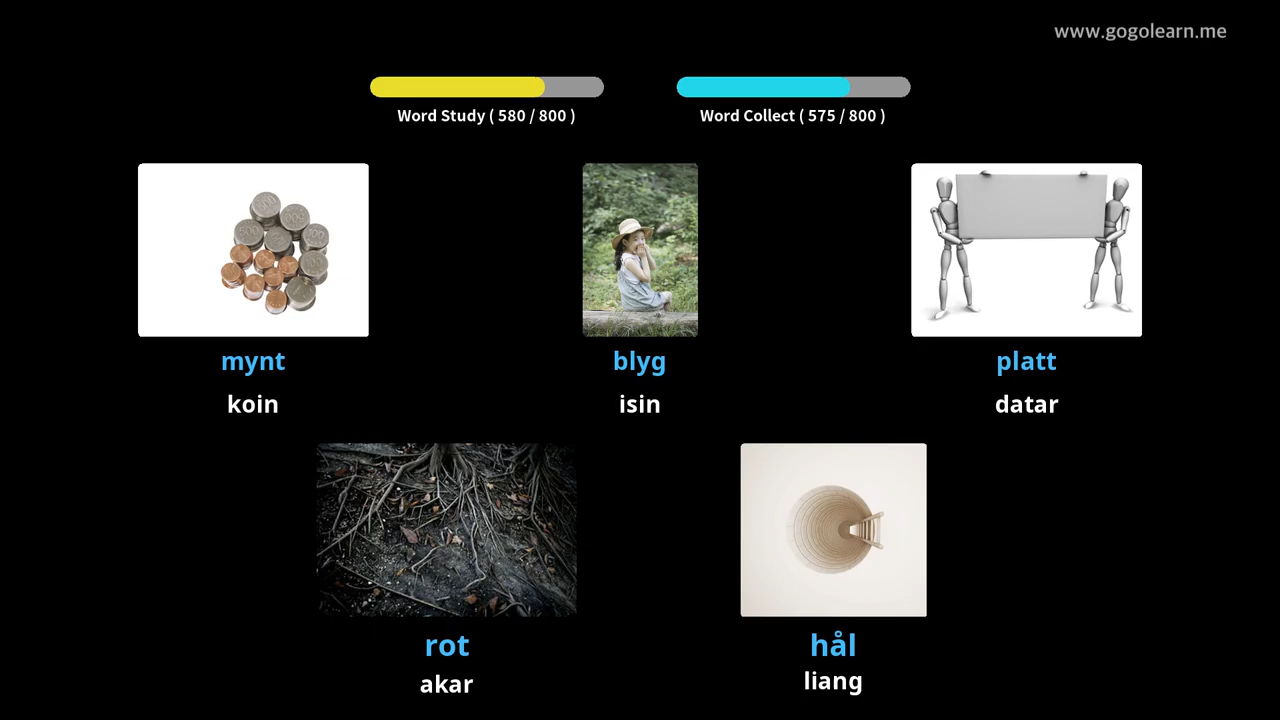 www.gogolearn.me
Word Study ( 580 / 800 )
Word Collect ( 575 / 800 )
mynt
koin
blyg
isin
platt
datar
rot
akar
hål
liang